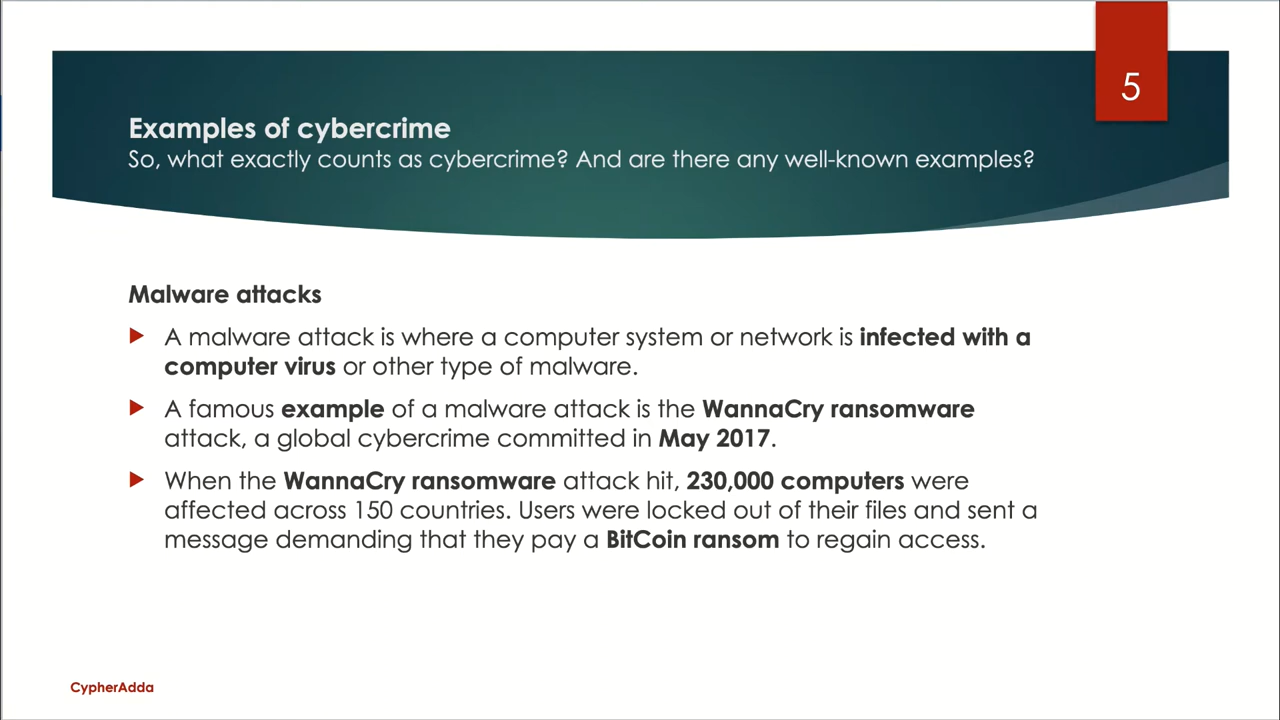 5
Examples of cybercrime
So, what exactly counts as cybercrime? And are there any well-known examples?
Malware attacks
A malware attack is where a computer system or network is infected with a
computer virus or other type of malware.
A famous example of a malware attack is the WannaCry ransomware
attack, a global cybercrime committed in May 2017.
When the WannaCry ransomware attack hit, 230,000 computers were
affected across 150 countries. Users were locked out of their files and sent a
message demanding that they pay a BitCoin ransom to regain access.
CypherAdda